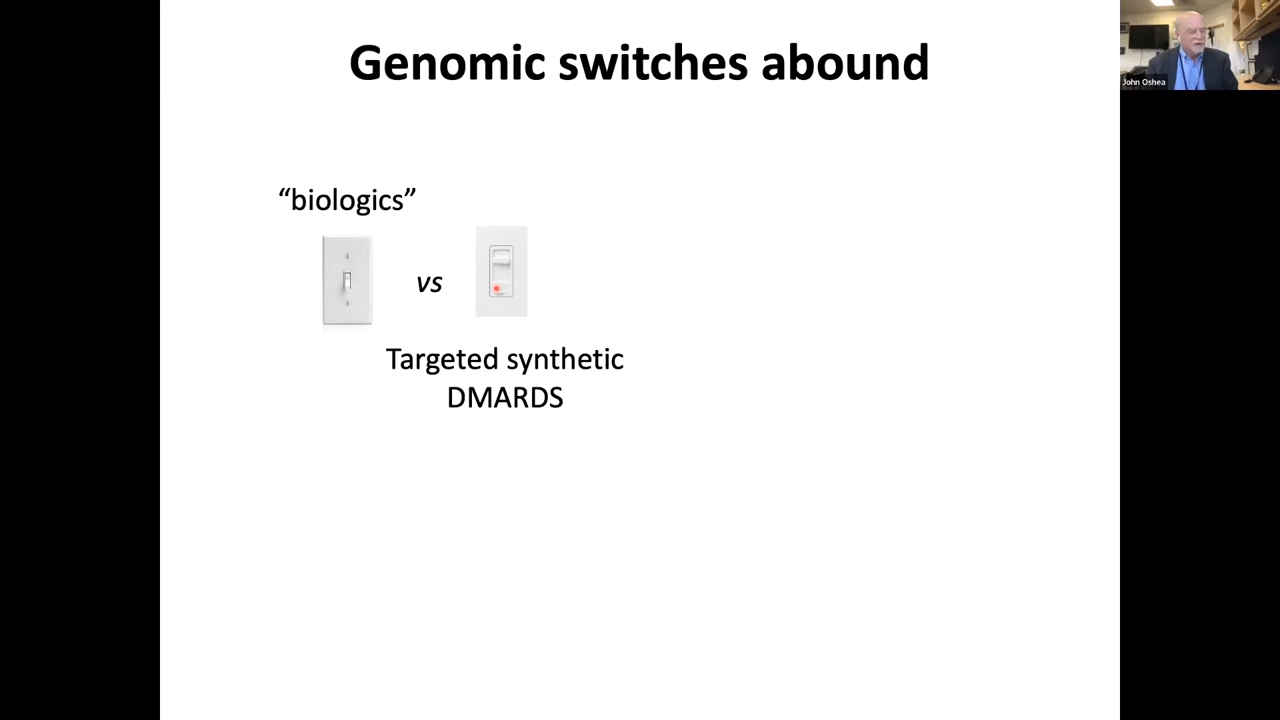 Genomic switches abound
John Oshea
“biologics”
vs
Targeted synthetic
DMARDS